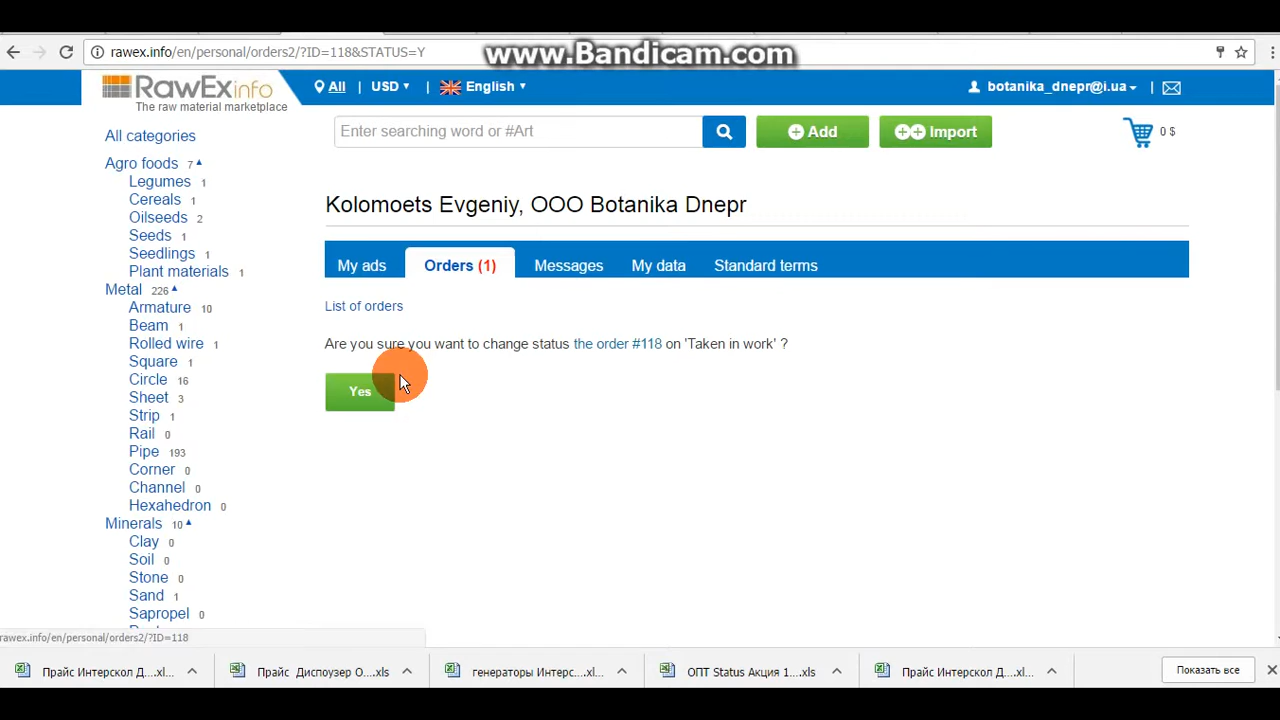 rawex.info/en/personal/orders2/?ID=118&STATUS=Y
www.Bandicam.com
RawExinfo
The raw material marketplace
All | USD ▼ | English ▼
botanika_dnepr@i.ua
Enter searching word or #Art
Add
Import
0 $
All categories
Agro foods 7
Legumes 1
Cereals 1
Oilseeds 2
Seeds 1
Seedlings 1
Plant materials 1
Metal 226
Armature 10
Beam 1
Rolled wire 1
Square 1
Circle 16
Sheet 3
Strip 1
Rail 0
Pipe 193
Corner 0
Channel 0
Hexahedron 0
Minerals 10
Clay 0
Soil 0
Stone 0
Sand 1
Sapropel 0
Kolomoets Evgeniy, OOO Botanika Dnepr
My ads Orders (1) Messages My data Standard terms
List of orders
Are you sure you want to change status the order #118 on 'Taken in work' ?
Yes
rawex.info/en/personal/orders2/?ID=118
Прайс Интерскол Д....xls...
Прайс Диспоузер О....xls
генераторы Интерс....xls...
ОПТ Status Акция 1....xls
Прайс Интерскол Д....xl...
Показать все